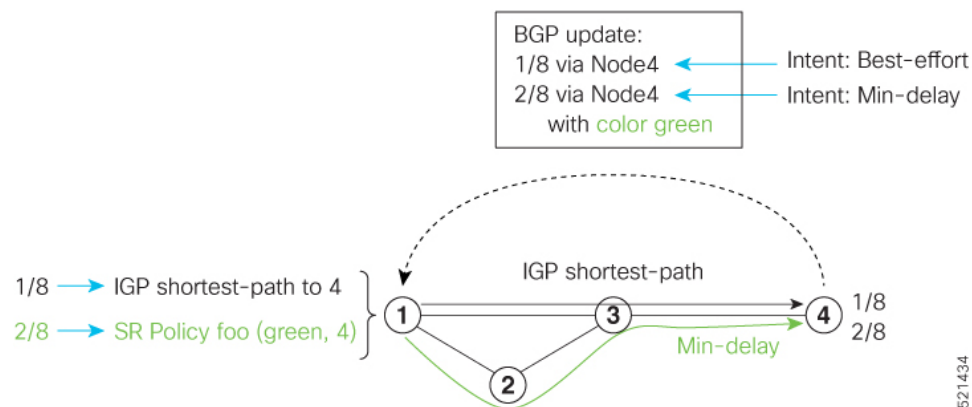 BGP update:
1/8 via Node4
Intent: Best-effort
2/8 via Node4
Intent: Min-delay
with color green
1/8
IGP shortest-path to 4
2/8
SR Policy foo (green, 4)
IGP shortest-path
1
3
4
2
1/8
2/8
Min-delay
521434